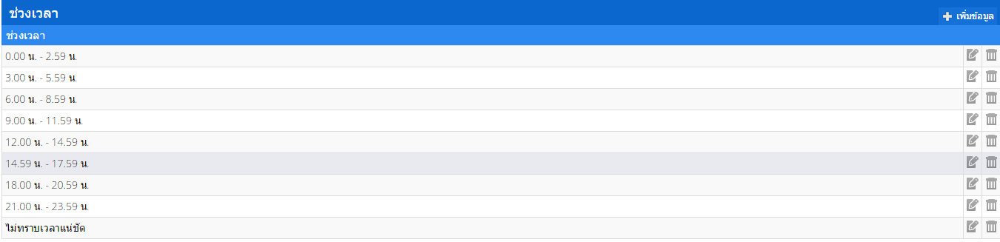 ช่วงเวลา
เพิ่มข้อมูล
ช่วงเวลา
0.00 น. - 2.59 น.
3.00 น. - 5.59 น.
6.00 น. - 8.59 น.
9.00 น. - 11.59 น.
12.00 น. - 14.59 น.
14.59 น. - 17.59 น.
18.00 น. - 20.59 น.
21.00 น. - 23.59 น.
ไม่ทราบเวลาแน่ชัด